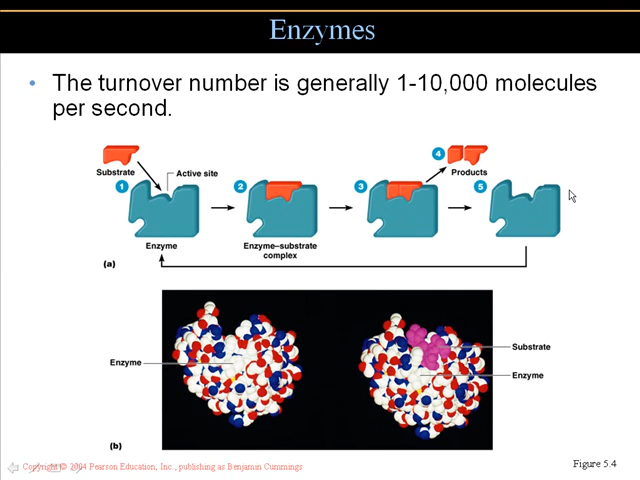 Enzymes
• The turnover number is generally 1-10,000 molecules
per second.
4
Substrate
Active site
Products
1
2
3
5
Enzyme
Enzyme–substrate
complex
(a)
Substrate
Enzyme
Enzyme
(b)
Copyright © 2004 Pearson Education, Inc., publishing as Benjamin Cummings
Figure 5.4